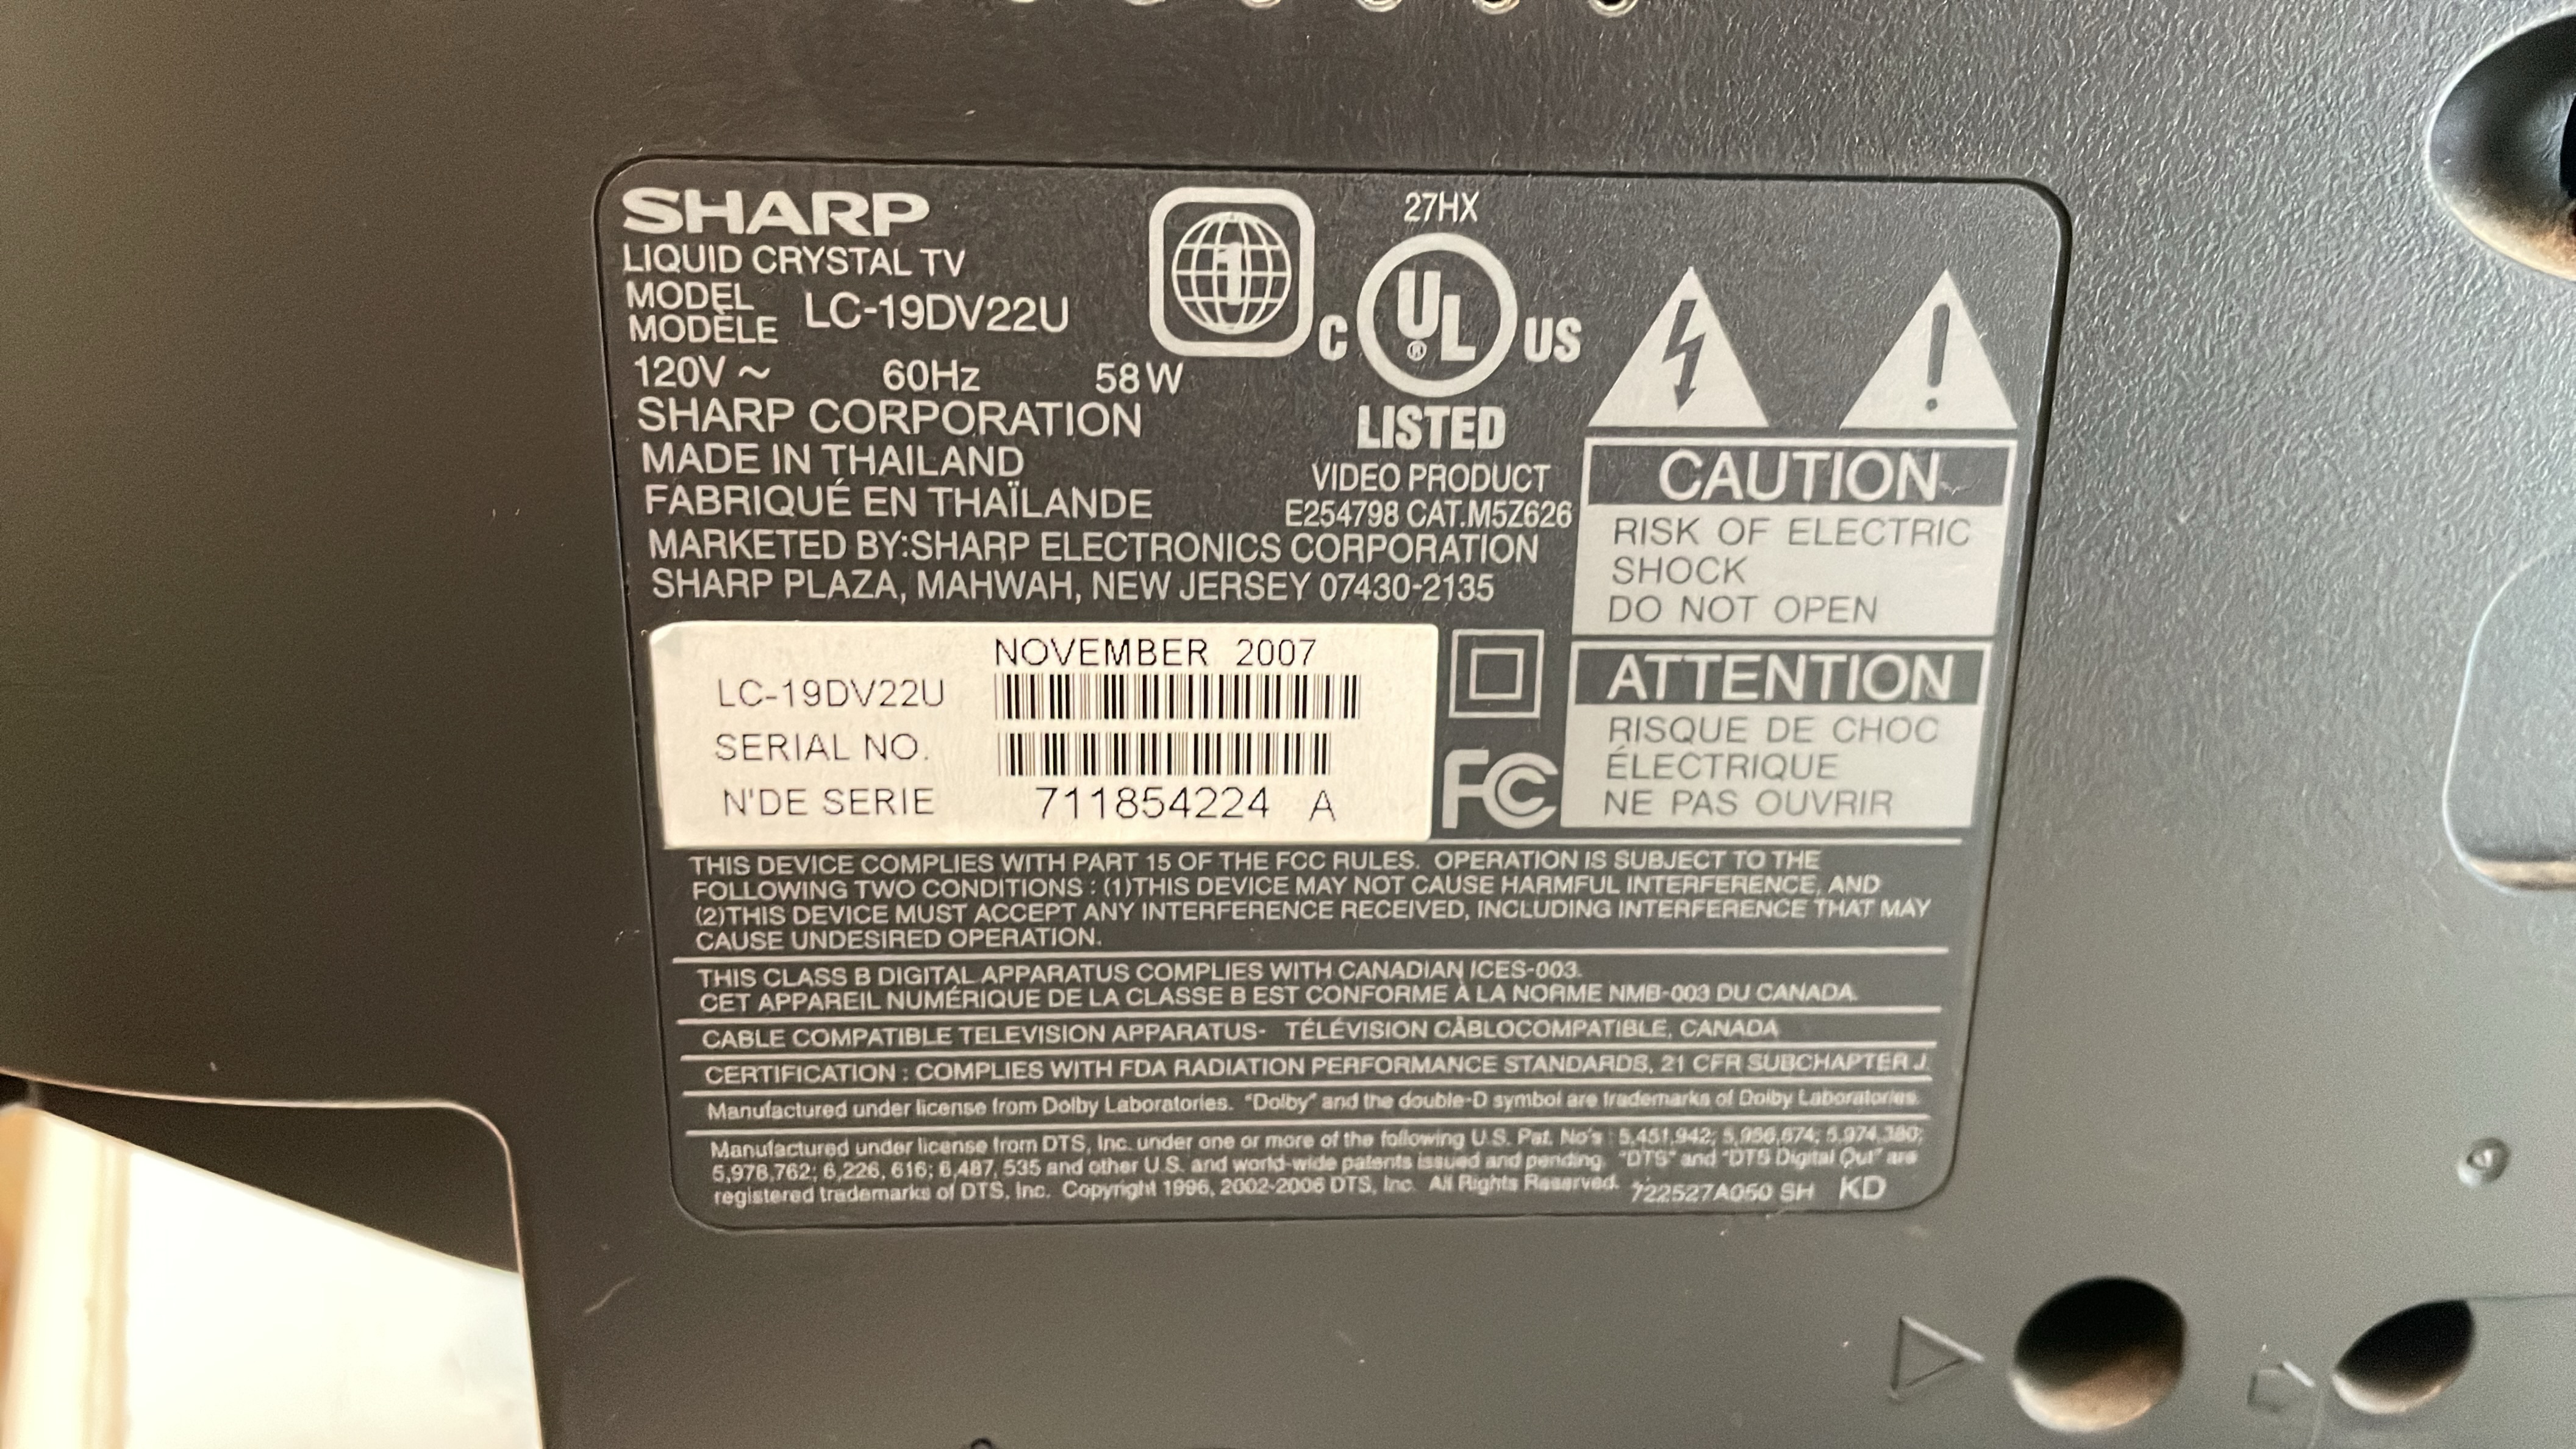 SHARP
LIQUID CRYSTAL TV
MODEL
MODÈLE LC-19DV22U
120V ~ 60Hz 58W
SHARP CORPORATION
MADE IN THAILAND
FABRIQUÉ EN THAÏLANDE
MARKETED BY:SHARP ELECTRONICS CORPORATION
SHARP PLAZA, MAHWAH, NEW JERSEY 07430-2135
1
27HX
C UL ® US
LISTED
VIDEO PRODUCT
E254798 CAT.M5Z626
CAUTION
RISK OF ELECTRIC
SHOCK
DO NOT OPEN
ATTENTION
RISQUE DE CHOC
ÉLECTRIQUE
NE PAS OUVRIR
NOVEMBER 2007
LC-19DV22U
SERIAL NO.
N'DE SERIE 711854224 A
FC
THIS DEVICE COMPLIES WITH PART 15 OF THE FCC RULES. OPERATION IS SUBJECT TO THE
FOLLOWING TWO CONDITIONS : (1)THIS DEVICE MAY NOT CAUSE HARMFUL INTERFERENCE, AND
(2)THIS DEVICE MUST ACCEPT ANY INTERFERENCE RECEIVED, INCLUDING INTERFERENCE THAT MAY
CAUSE UNDESIRED OPERATION.
THIS CLASS B DIGITAL APPARATUS COMPLIES WITH CANADIAN ICES-003.
CET APPAREIL NUMÉRIQUE DE LA CLASSE B EST CONFORME À LA NORME NMB-003 DU CANADA.
CABLE COMPATIBLE TELEVISION APPARATUS- TÉLÉVISION CÂBLOCOMPATIBLE, CANADA
CERTIFICATION : COMPLIES WITH FDA RADIATION PERFORMANCE STANDARDS, 21 CFR SUBCHAPTER J.
Manufactured under license from Dolby Laboratories. "Dolby" and the double-D symbol are trademarks of Dolby Laboratories.
Manufactured under license from DTS, Inc. under one or more of the following U.S. Pat. No's : 5,451,942; 5,956,674; 5,974,380;
5,978,762; 6,226, 616; 6,487, 535 and other U.S. and world-wide patents issued and pending. "DTS" and "DTS Digital Out" are
registered trademarks of DTS, Inc. Copyright 1996, 2002-2006 DTS, Inc. All Rights Reserved. 722527A050 SH KD